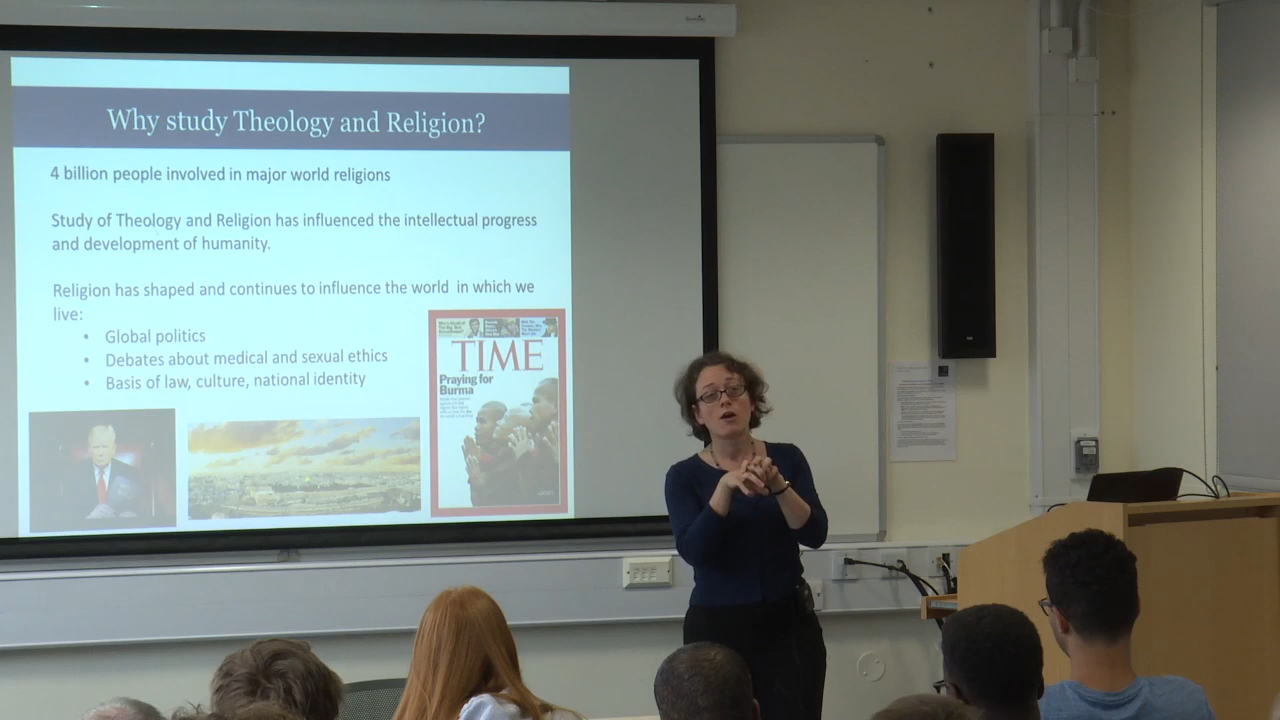 Why study Theology and Religion?
4 billion people involved in major world religions
Study of Theology and Religion has influenced the intellectual progress
and development of humanity.
Religion has shaped and continues to influence the world in which we
live:
• Global politics
• Debates about medical and sexual ethics
• Basis of law, culture, national identity
TIME
Praying for
Burma